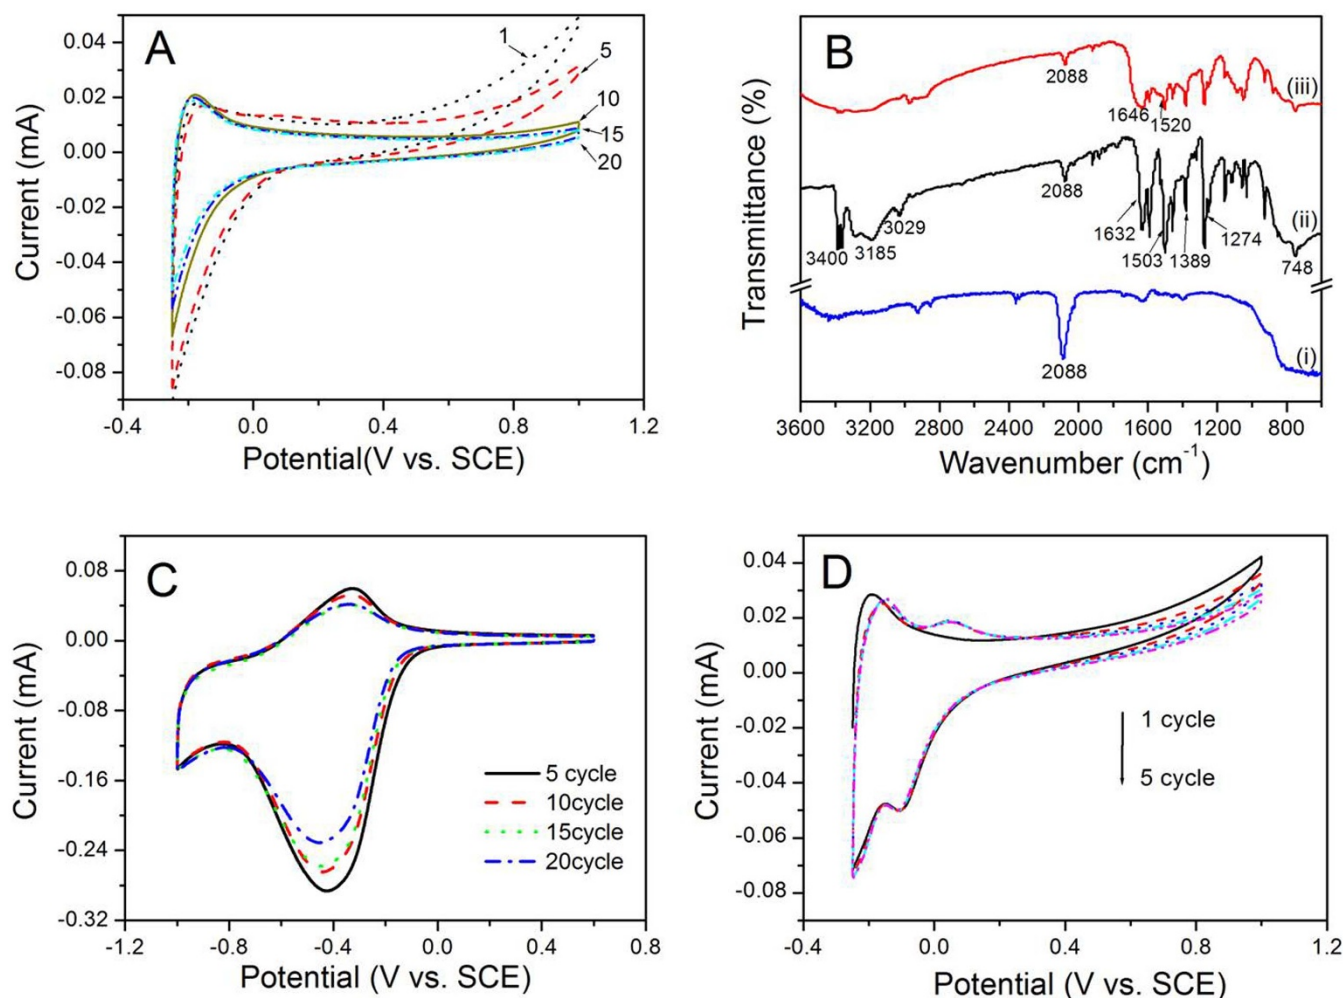 A
1
5
10
15
20
0.04
0.02
0.00
-0.02
-0.04
-0.06
-0.08
Current (mA)
-0.4
0.0
0.4
0.8
1.2
Potential(V vs. SCE)
B
2088
1646
1520
(iii)
2088
3029
3185
3400
1632
1503
1389
1274
748
(ii)
2088
(i)
Transmittance (%)
3600
3200
2800
2400
2000
1600
1200
800
Wavenumber (cm-1)
C
0.08
0.00
-0.08
-0.16
-0.24
-0.32
Current (mA)
5 cycle
10cycle
15cycle
20cycle
-1.2
-0.8
-0.4
0.0
0.4
0.8
Potential (V vs. SCE)
D
0.04
0.02
0.00
-0.02
-0.04
-0.06
-0.08
Current (mA)
1 cycle
5 cycle
-0.4
0.0
0.4
0.8
1.2
Potential (V vs. SCE)